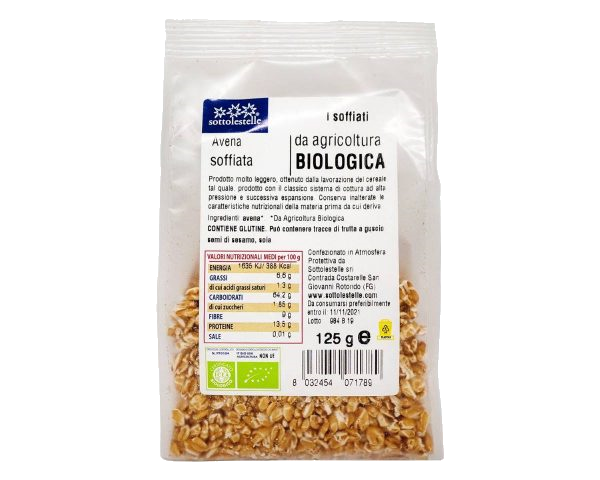 sottolestelle
i soffiati
Avena
soffiata
da agricoltura
BIOLOGICA
Prodotto molto leggero, ottenuto dalla lavorazione del cereale
tal quale, prodotto con il classico sistema di cottura ad alta
pressione e successiva espansione. Conserva inalterate le
caratteristiche nutrizionali della materia prima da cui deriva.
Ingredienti avena* *Da Agricoltura Biologica
CONTIENE GLUTINE. Può contenere tracce di frutta a guscio
semi di sesamo, soia
VALORI NUTRIZIONALI MEDI per 100 g
ENERGIA 1635 KJ/ 388 Kcal
GRASSI 6,6 g
di cui acidi grassi saturi 1,3 g
CARBOIDRATI 64,2 g
di cui zuccheri 1,85 g
FIBRE 9 g
PROTEINE 13,5 g
SALE 0,01 g
Confezionato in Atmosfera
Protettiva da
Sottolestelle srl
Contrada Costarelle San
Giovanni Rotondo (FG)
www.sottolestelle.com
Da consumarsi preferibilmente
entro il: 11/11/2021
Lotto 984 B 19
125 g e
NON UE
8 032454 071789